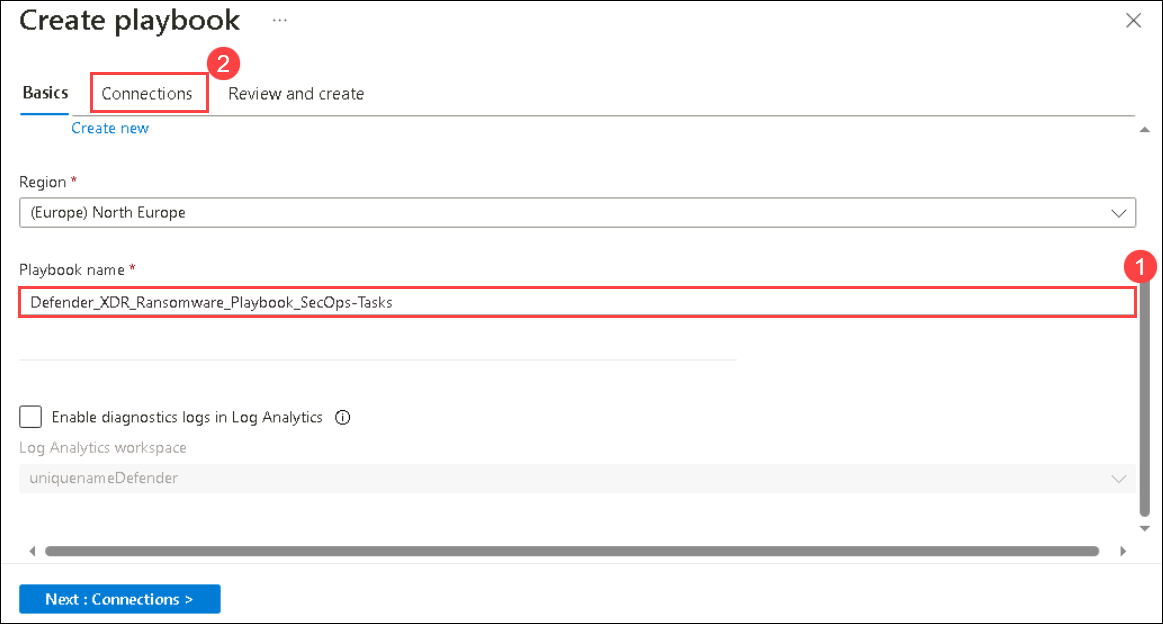 Create playbook ...
2
Basics Connections Review and create
Create new
Region *
(Europe) North Europe
Playbook name *
1
Defender_XDR_Ransomware_Playbook_SecOps-Tasks
Enable diagnostics logs in Log Analytics
Log Analytics workspace
uniquenameDefender
Next : Connections >